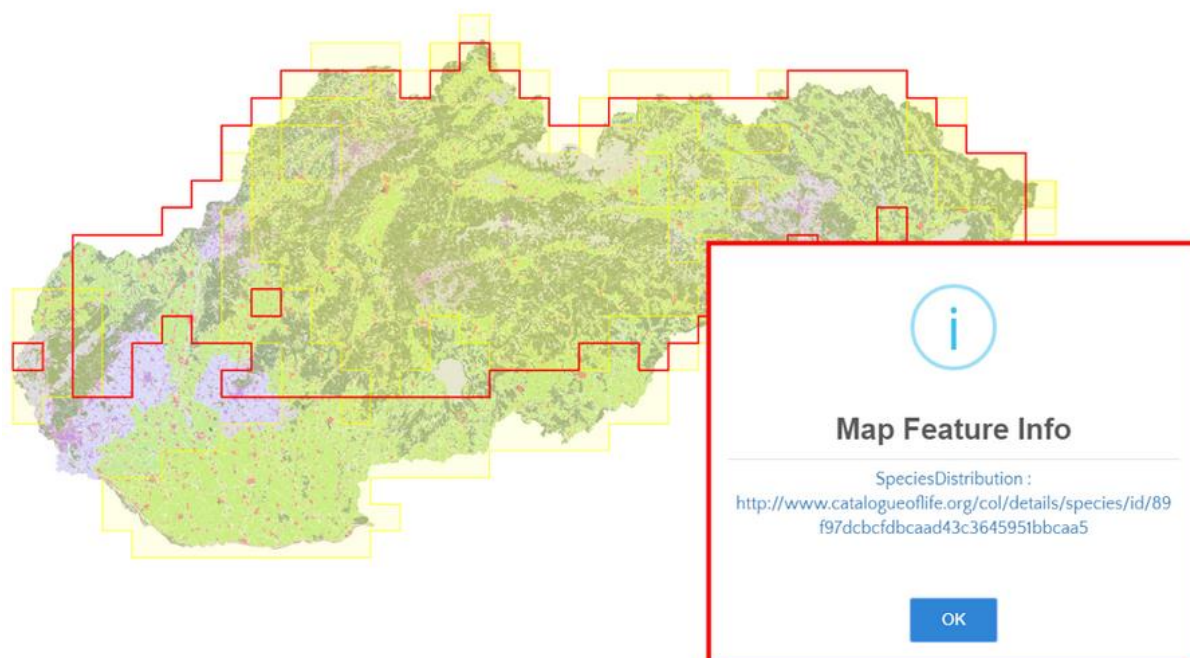 i
Map Feature Info
SpeciesDistribution :
http://www.catalogueoflife.org/col/details/species/id/89
f97dcbcfdbcaad43c3645951bbcaa5
OK